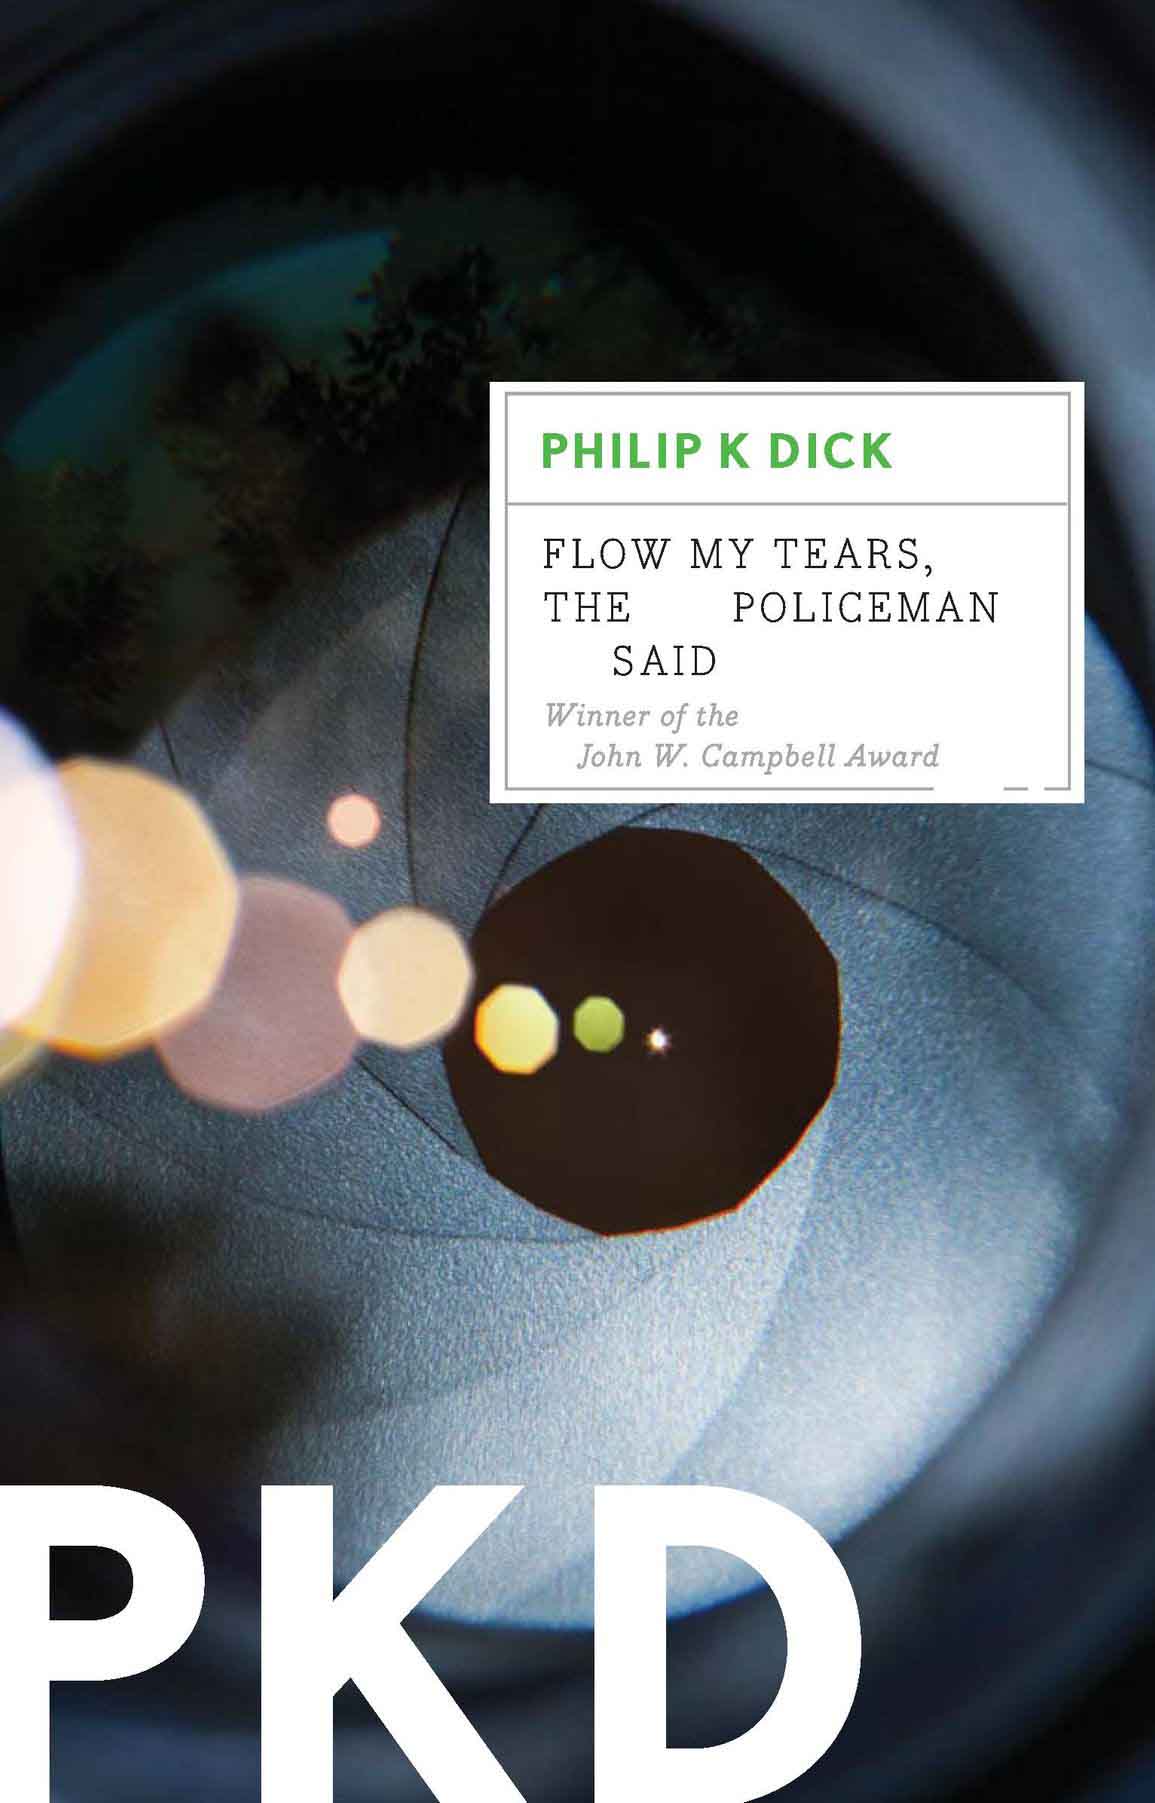 PHILIP K DICK
FLOW MY TEARS,
THE POLICEMAN
SAID
Winner of the
John W. Campbell Award
PKD